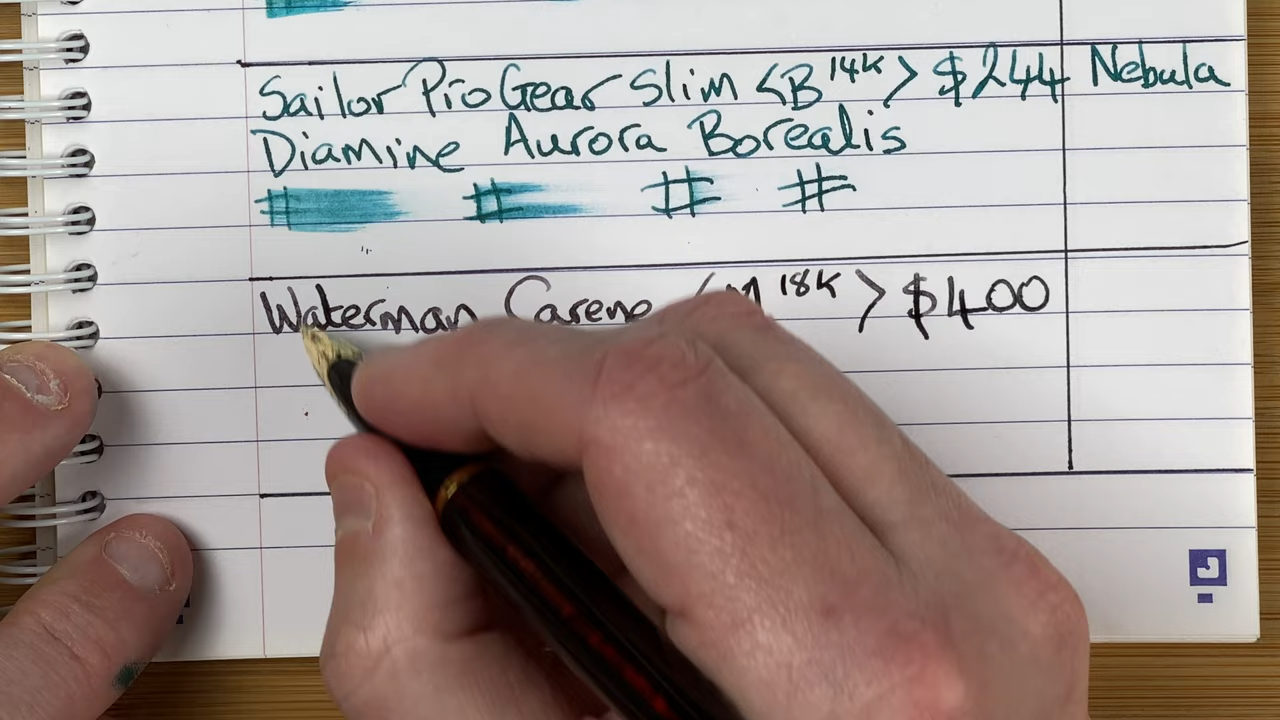 Sailor ProGear Slim <B 14K> $244 Nebula
Diamine Aurora Borealis
# # # #
Waterman Carene <M 18K> $400